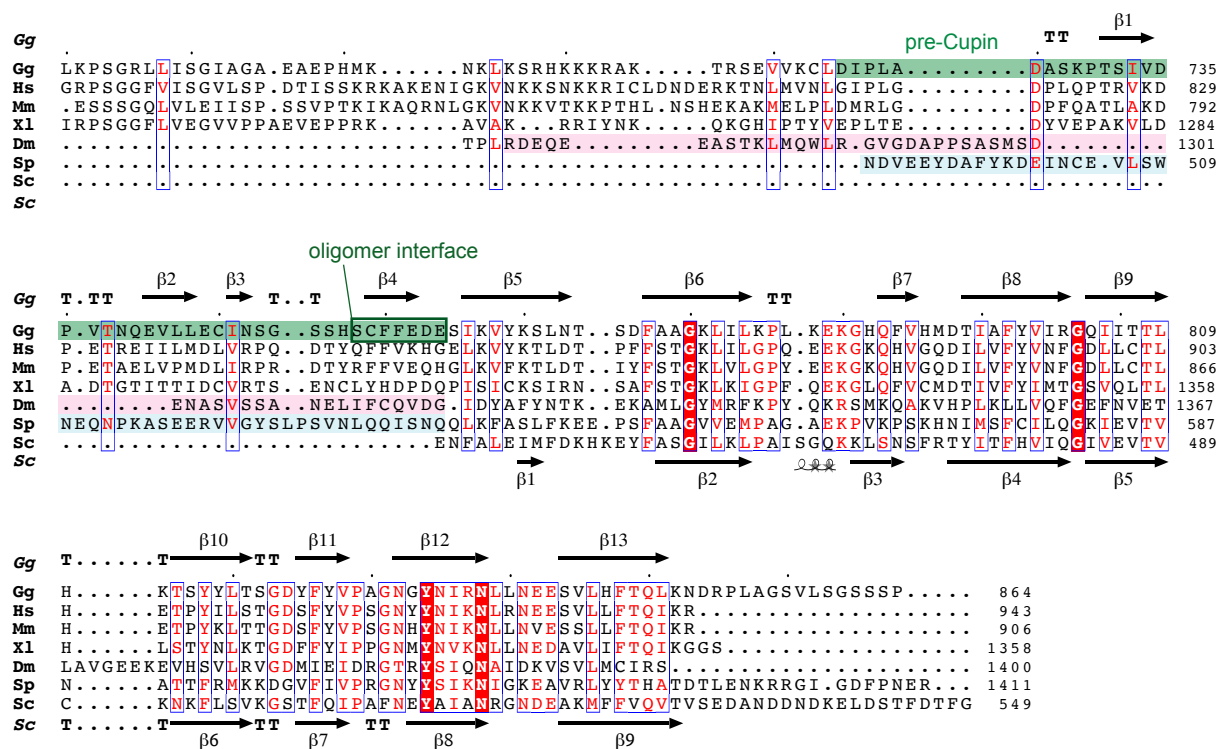 pre-Cupin
β1
Gg T T
Gg LKPSGRLLISGIAGA.EAEPHMK......NKLKSRHKKKRAK...TRSEVVKCLDIPLA.........DASKPTSIVD 735
Hs GRPSGGFVISGVLSP.DTISSKRKAKENIGKVNKKSNKKRICLDNDERKTNLMVNLGIPLG.........DPLQPTRVKD 829
Mm .ESSSGQLVLEIISP.SSVPTKIKAKQRNLGKVNKKVTKKPTHLNSHEKAKMELPLDMRLG.........DPFQATLAKD 792
Xl IRPSGGFLVEGVVPPAEVEPPRK......AVAK..RRIYNK....QKGHIPTYVEPLTE.........DYVEPAKVLD 1284
Dm .............................TPLRDEQE........EASTKLMQWLR.GVGDAPPSASMSD......... 1301
Sp ..........................................................NDVEEYDAFYKDEINCE.VLSW 509
Sc ................................................................................
Sc
oligomer interface
β2 β3 β4 β5 β6 β7 β8 β9
Gg T.TT T..T TT
Gg P.VTNQEVLLECINSG..SSHSCFFEDESIKVYKSLNT..SDFAAGKLILKPL.KEKGHQFVHMDTIAFYVIRGQIITTL 809
Hs P.ETREIILMDLVRPQ..DTYQFFVKHGELKVYKTLDT..PFFSTGKLILGPQ.EEKGKQHVGQDILVFYVNFGDLLCTL 903
Mm P.ETAELVPMDLIRPR..DTYRFFVEQHGLKVFKTLDT..IYFSTGKLVLGPY.EEKGKQHVGQDILVFYVNFGDLLCTL 866
Xl A.DTGTITTIDCVRTS..ENCLYHDPDQPISICKSIRN..SAFSTGKLKIGPF.QEKGLQFVCMDTIVFYIMTGSVQLTL 1358
Dm ........ENASVSSA..NELIFCQVDG.IDYAFYNTK..EKAMLGYMRFKPY.QKRSMKQAKVHPLKLLVQFGEFNVET 1367
Sp NEQNPKASEERVVGYSLPSVNLQQISNQQLKFASLFKEE.PSFAAGVVEMPAG.AEKPVKPSKHNIMSFCILQGKIEVTV 587
Sc ...........................ENFALEIMFDKHKEYFASGILKLPAISGQKKLSNSFRTYITFHVIQGIVEVTV 489
Sc
β1 β2 β3 β4 β5
β10 β11 β12 β13
Gg T......T TT
Gg H......KTSYYLTSGDYFYVPAGNGYNIRNLLNEESVLHFTQLKNDRPLAGSVLSGSSSP..... 864
Hs H......ETPYILSTGDSFYVPSGNYYNIKNLRNEESVLLFTQIKR.................... 943
Mm H......ETPYKLTTGDSFYVPSGNHYNIKNLLNVESSLLFTQIKR.................... 906
Xl H......LSTYNLKTGDFFYIPPGNMYNVKNLLNEDAVLIFTQIKGGS.................. 1358
Dm LAVGEEKEVHSVLRVGDMIEIDRGTRYSIQNAIDKVSVLMCIRS...................... 1400
Sp N......ATTFRMKKDGVFIVPRGNYYSIKNIGKEAVRLYYTHATDTLENKRRGI.GDFPNER... 1411
Sc C......KNKFLSVKGSTFQIPAFNEYAIANRGNDEAKMFFVQVTVSEDANDDNDKELDSTFDTFG 549
Sc T......T TT TT
β6 β7 β8 β9